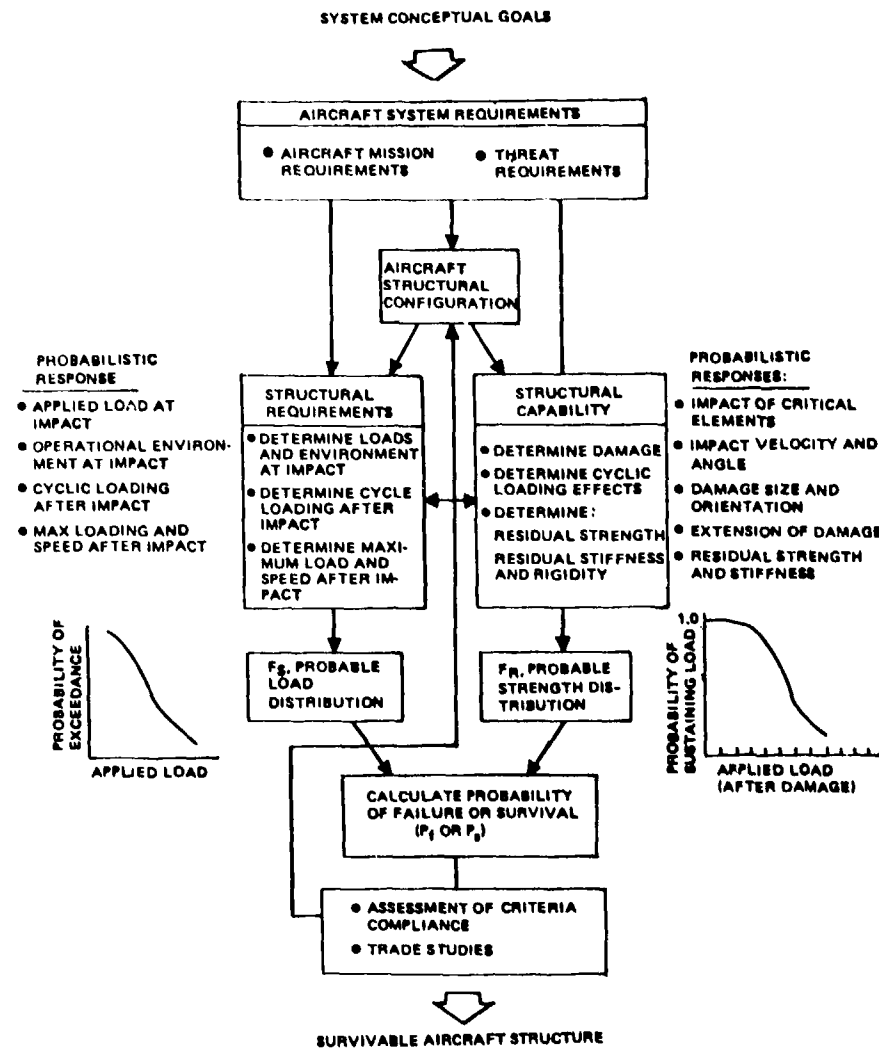 SYSTEM CONCEPTUAL GOALS
AIRCRAFT SYSTEM REQUIREMENTS
● AIRCRAFT MISSION
REQUIREMENTS
● THREAT
REQUIREMENTS
AIRCRAFT
STRUCTURAL
CONFIGURATION
PROBABILISTIC
RESPONSE
● APPLIED LOAD AT
IMPACT
● OPERATIONAL ENVIRON-
MENT AT IMPACT
● CYCLIC LOADING
AFTER IMPACT
● MAX LOADING AND
SPEED AFTER IMPACT
STRUCTURAL
REQUIREMENTS
● DETERMINE LOADS
AND ENVIRONMENT
AT IMPACT
● DETERMINE CYCLE
LOADING AFTER
IMPACT
● DETERMINE MAXI-
MUM LOAD AND
SPEED AFTER IM-
PACT
STRUCTURAL
CAPABILITY
● DETERMINE DAMAGE
● DETERMINE CYCLIC
LOADING EFFECTS
● DETERMINE:
RESIDUAL STRENGTH
RESIDUAL STIFFNESS
AND RIGIDITY
PROBABILISTIC
RESPONSES:
● IMPACT OF CRITICAL
ELEMENTS
● IMPACT VELOCITY AND
ANGLE
● DAMAGE SIZE AND
ORIENTATION
● EXTENSION OF DAMAGE
● RESIDUAL STRENGTH
AND STIFFNESS
PROBABILITY OF
EXCEEDANCE
APPLIED LOAD
FS, PROBABLE
LOAD
DISTRIBUTION
FR, PROBABLE
STRENGTH DIS-
TRIBUTION
1.0
PROBABILITY OF
SUSTAINING LOAD
APPLIED LOAD
(AFTER DAMAGE)
CALCULATE PROBABILITY
OF FAILURE OR SURVIVAL
(Pf OR Ps)
● ASSESSMENT OF CRITERIA
COMPLIANCE
● TRADE STUDIES
SURVIVABLE AIRCRAFT STRUCTURE